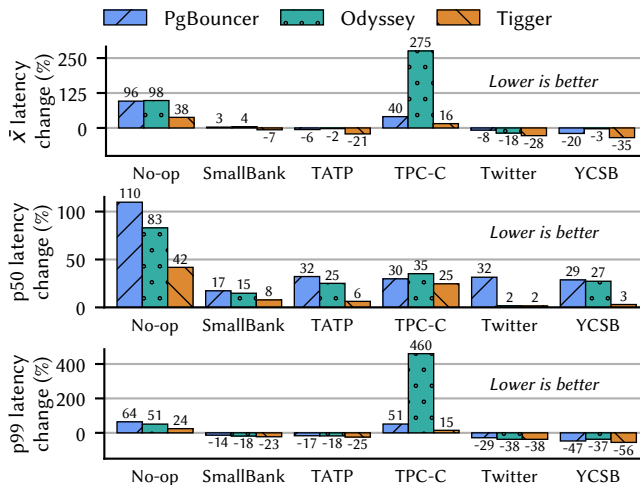 PgBouncer Odyssey Tigger
x̄ latency
change (%)
250
125
0
Lower is better
96 98 38
3 4 -7
-6 -2 -21
40 275 16
-8 -18 -28
-20 -3 -35
No-op SmallBank TATP TPC-C Twitter YCSB
p50 latency
change (%)
100
50
0
Lower is better
110 83 42
17 15 8
32 25 6
30 35 25
32 2 2
29 27 3
No-op SmallBank TATP TPC-C Twitter YCSB
p99 latency
change (%)
400
200
0
Lower is better
64 51 24
-14 -18 -23
-17 -18 -25
51 460 15
-29 -38 -38
-47 -37 -56
No-op SmallBank TATP TPC-C Twitter YCSB